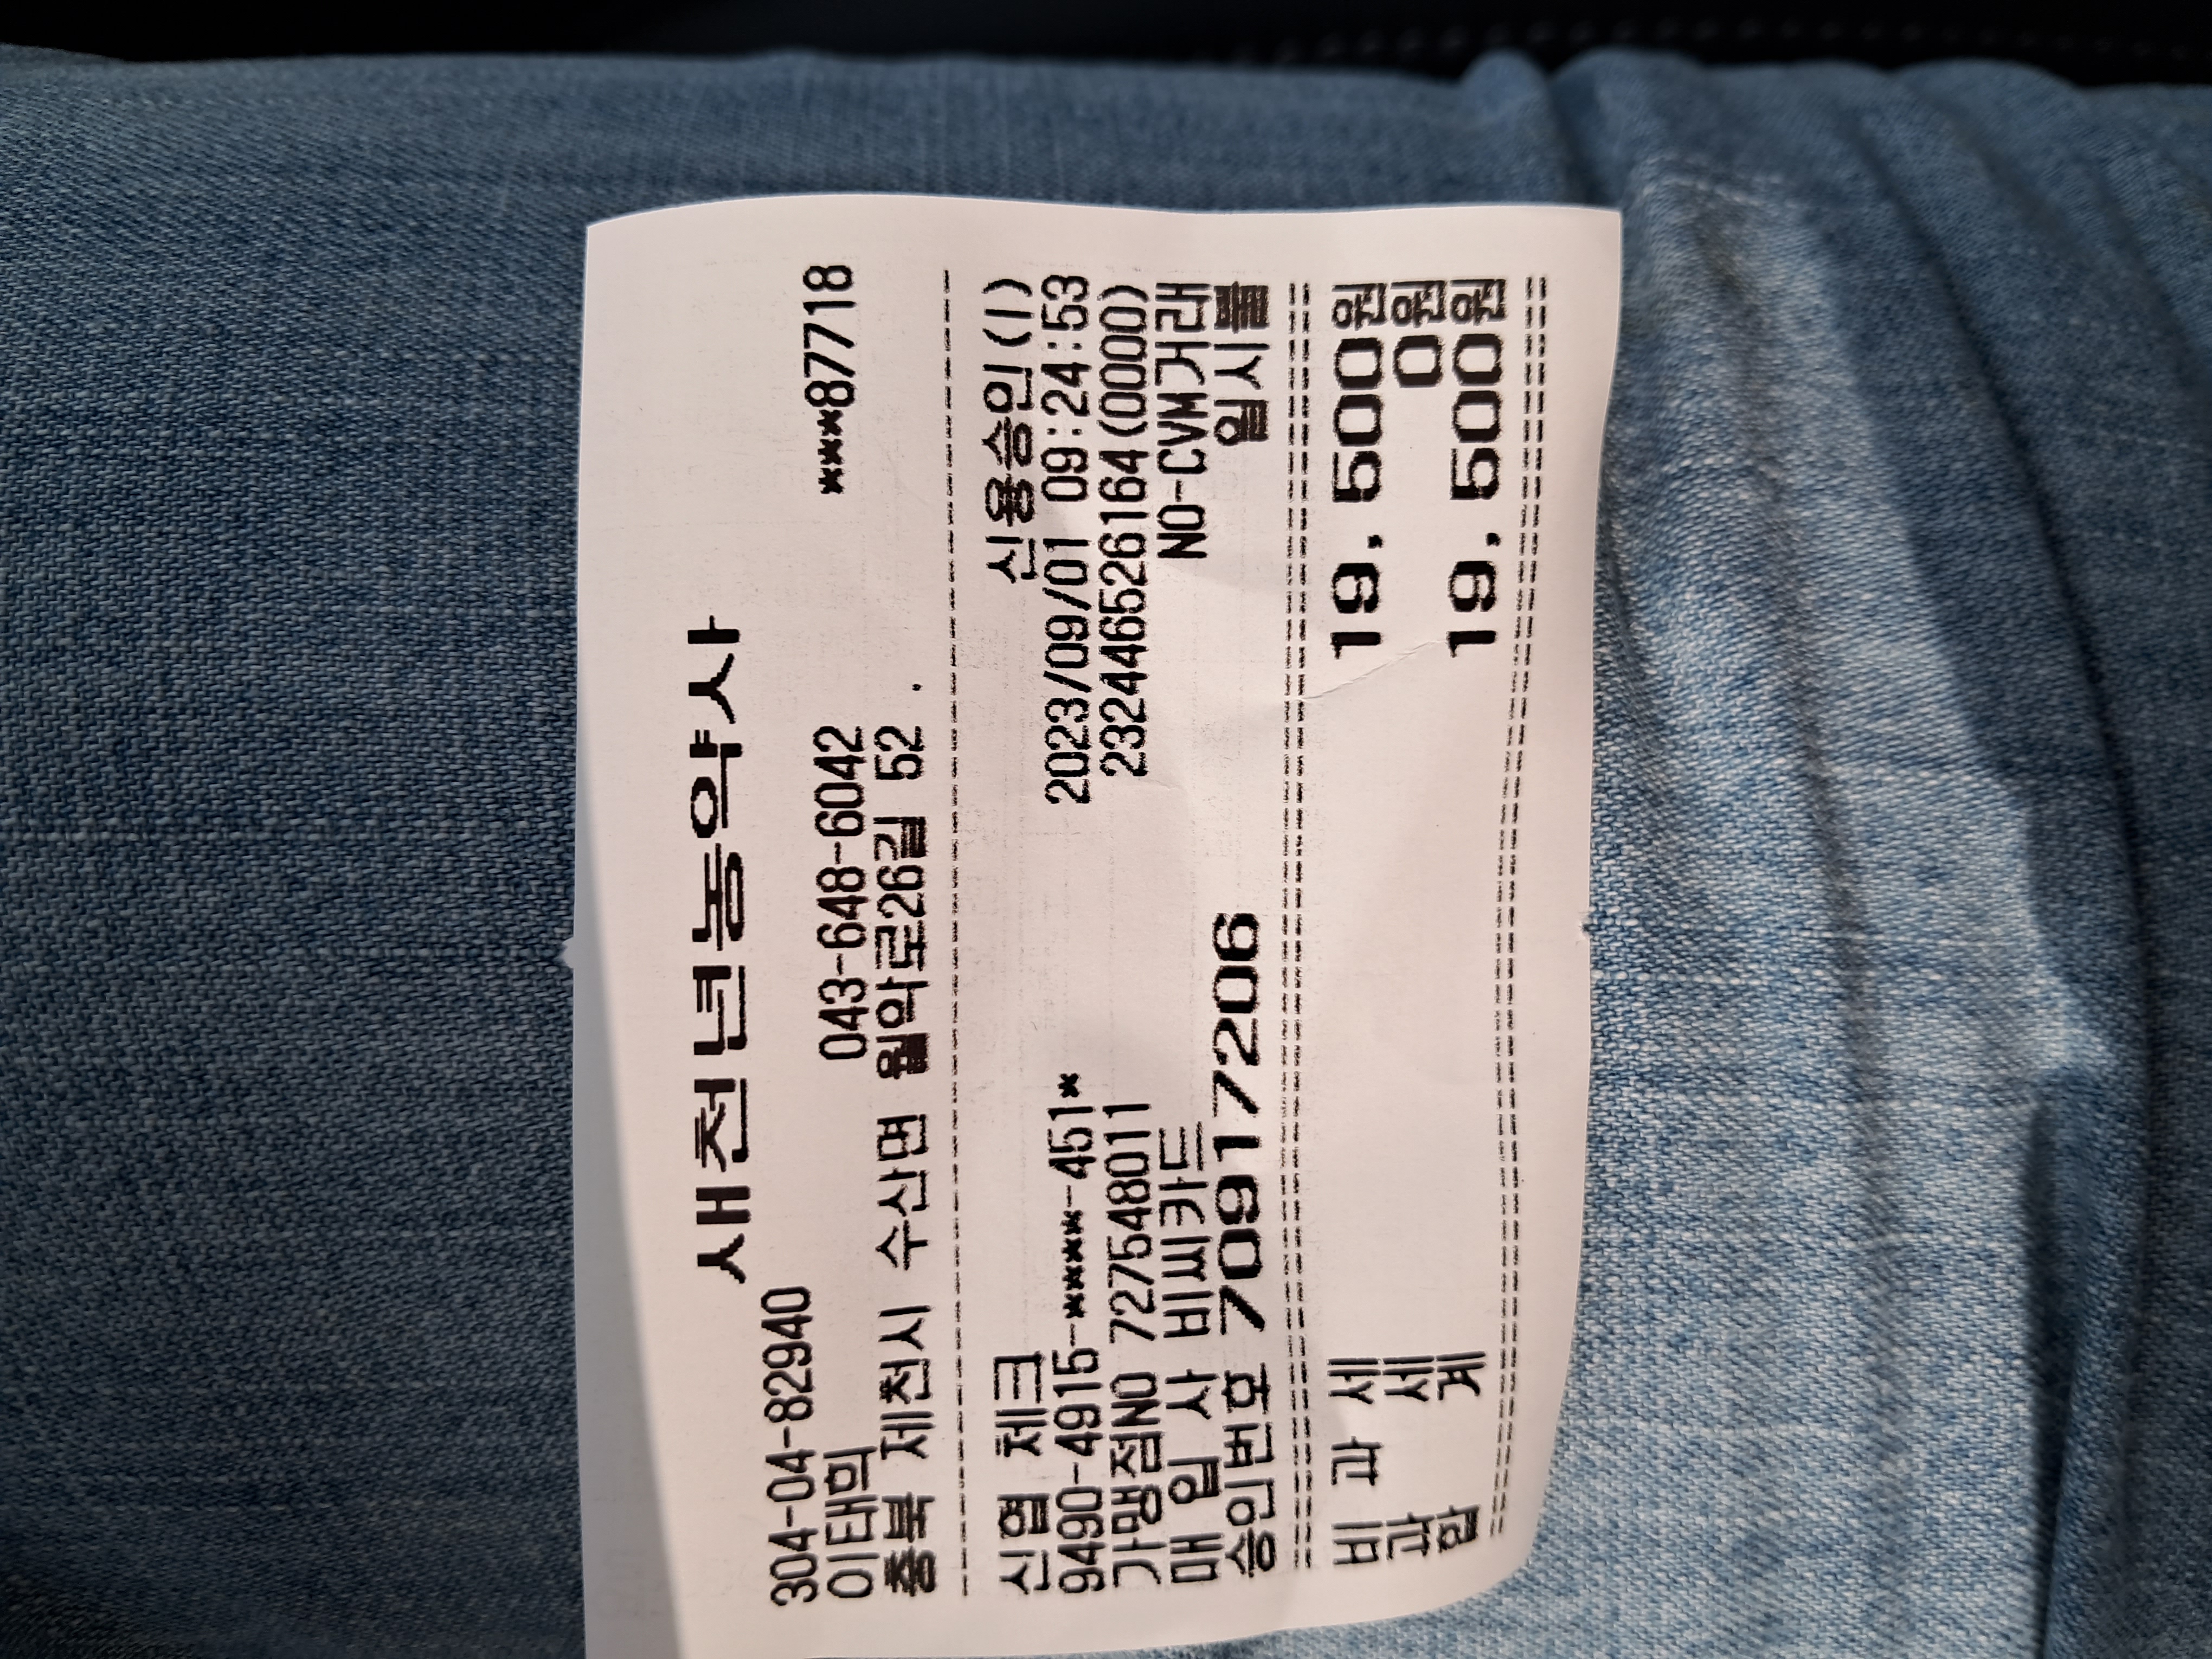 새천년농약사
304-04-82940 ***87718
이태희 043-648-6042
충북 제천시 수산면 월악로26길 52 .
신협 체크 신용승인(I)
9490-4915-****-451* 2023/09/01 09:24:53
가맹점NO 727548011 232446526164(0000)
매 입 사 비씨카드 NO-CVM거래
승인번호 70917206 일시불
비 과 세 19,500원
과 세 0원
합 계 19,500원